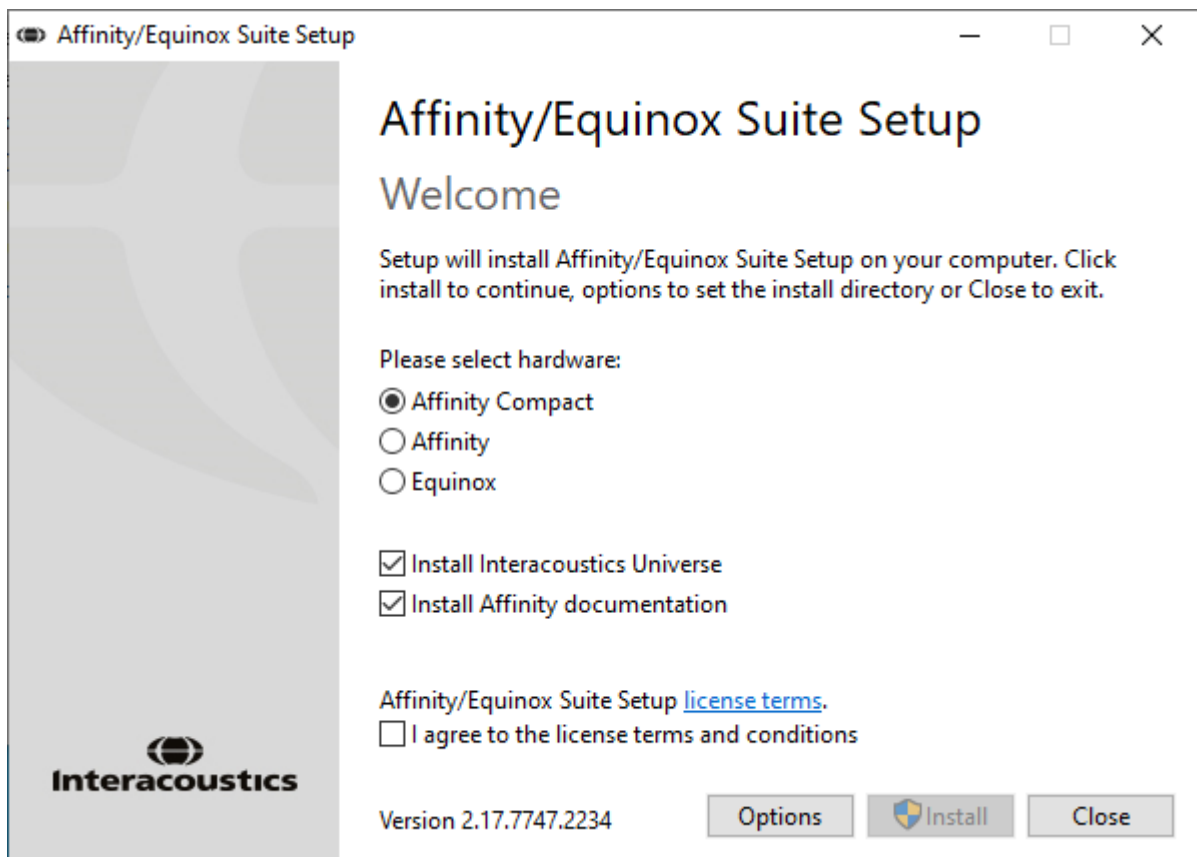 Affinity/Equinox Suite Setup
Affinity/Equinox Suite Setup
Welcome
Setup will install Affinity/Equinox Suite Setup on your computer. Click
install to continue, options to set the install directory or Close to exit.
Please select hardware:
Affinity Compact
Affinity
Equinox
Install Interacoustics Universe
Install Affinity documentation
Affinity/Equinox Suite Setup license terms.
I agree to the license terms and conditions
Interacoustics
Version 2.17.7747.2234
Options
Install
Close